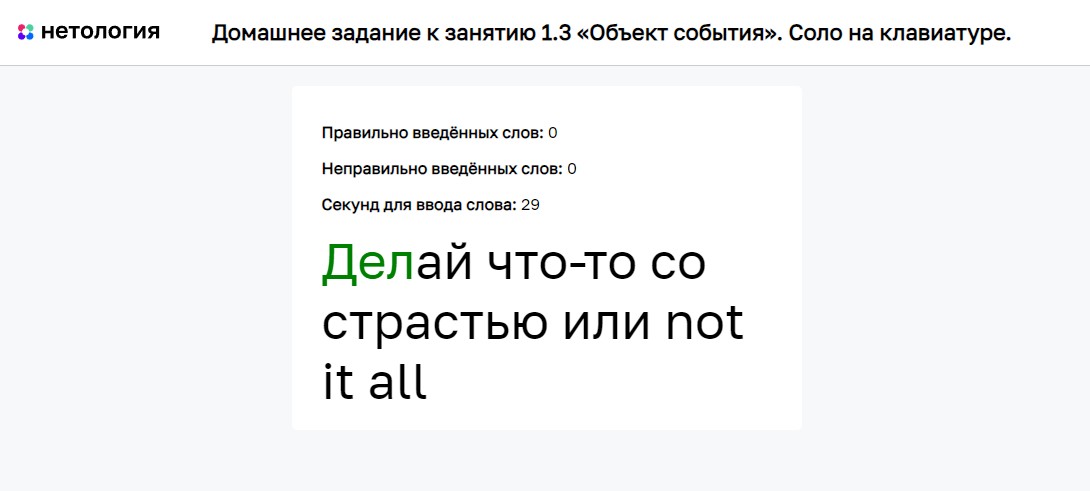 нетология
Домашнее задание к занятию 1.3 «Объект события». Соло на клавиатуре.
Правильно введённых слов: 0
Неправильно введённых слов: 0
Секунд для ввода слова: 29
Делай что-то со
страстью или not
it all